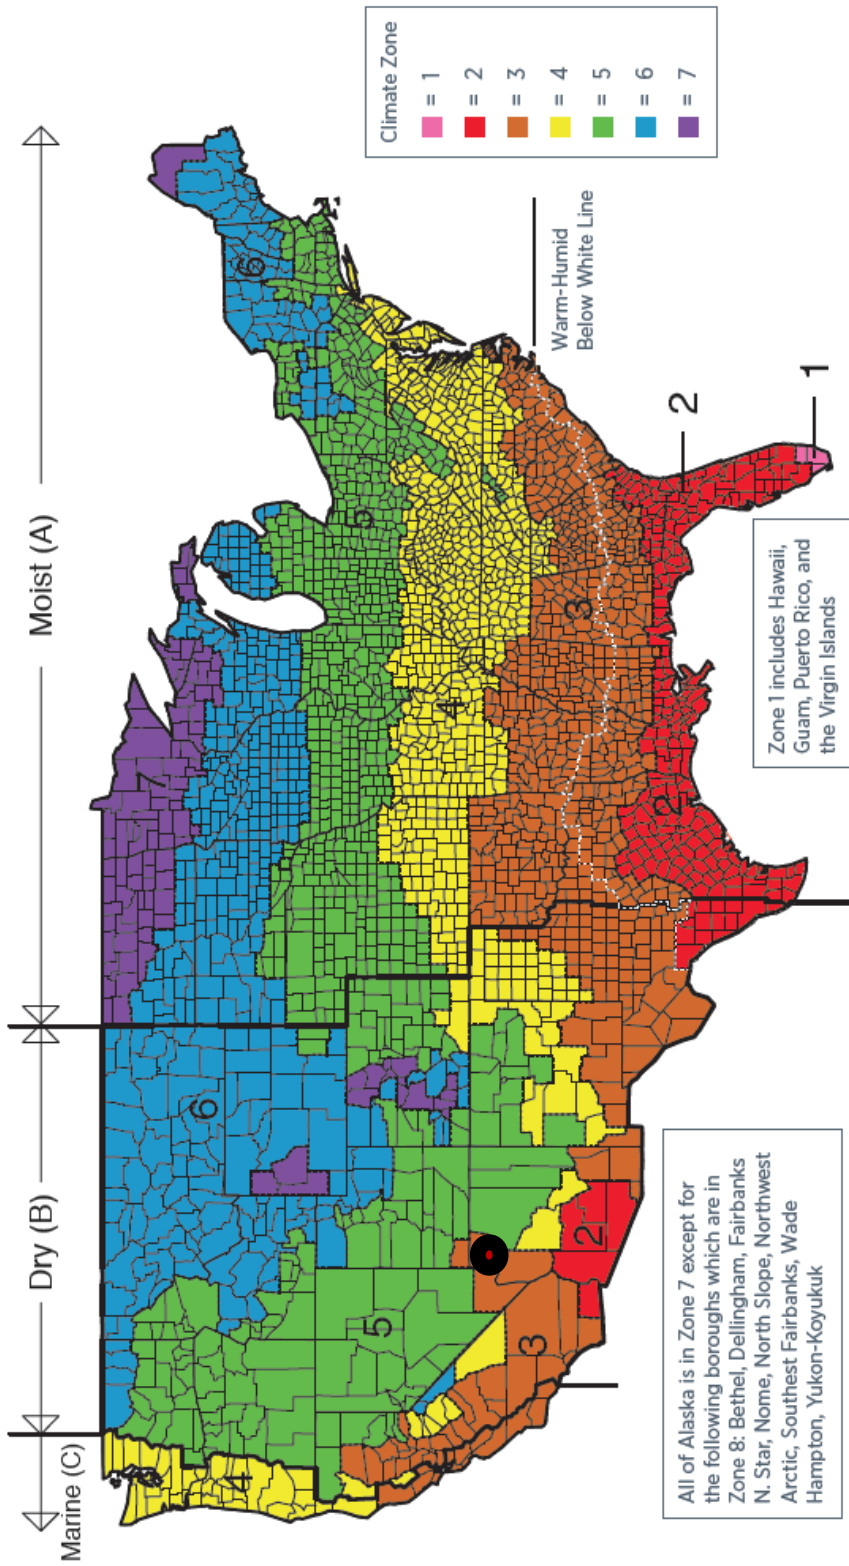 Marine (C)
Dry (B)
Moist (A)
7
6
6
4
5
5
4
3
3
2
2
2
1
Warm-Humid
Below White Line
Climate Zone
= 1
= 2
= 3
= 4
= 5
= 6
= 7
All of Alaska is in Zone 7 except for
the following boroughs which are in
Zone 8: Bethel, Dellingham, Fairbanks
N. Star, Nome, North Slope, Northwest
Arctic, Southest Fairbanks, Wade
Hampton, Yukon-Koyukuk
Zone 1 includes Hawaii,
Guam, Puerto Rico, and
the Virgin Islands